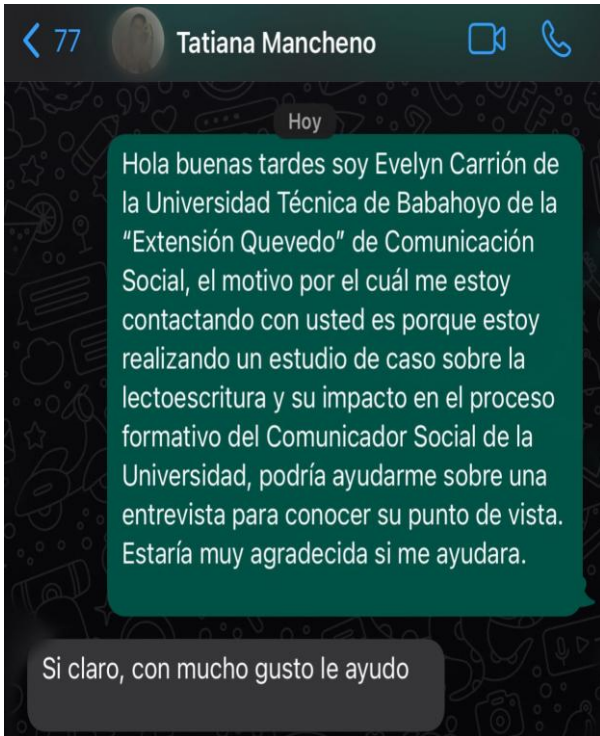 77
Tatiana Mancheno
Hoy
Hola buenas tardes soy Evelyn Carrión de
la Universidad Técnica de Babahoyo de la
“Extensión Quevedo” de Comunicación
Social, el motivo por el cuál me estoy
contactando con usted es porque estoy
realizando un estudio de caso sobre la
lectoescritura y su impacto en el proceso
formativo del Comunicador Social de la
Universidad, podría ayudarme sobre una
entrevista para conocer su punto de vista.
Estaría muy agradecida si me ayudara.
Si claro, con mucho gusto le ayudo